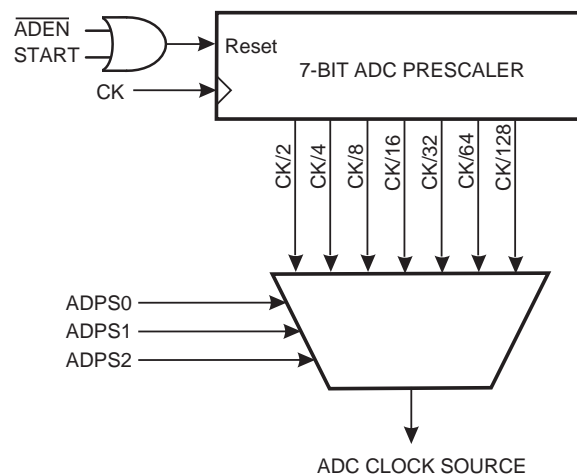 ADEN
START
Reset
7-BIT ADC PRESCALER
CK
CK/2
CK/4
CK/8
CK/16
CK/32
CK/64
CK/128
ADPS0
ADPS1
ADPS2
ADC CLOCK SOURCE